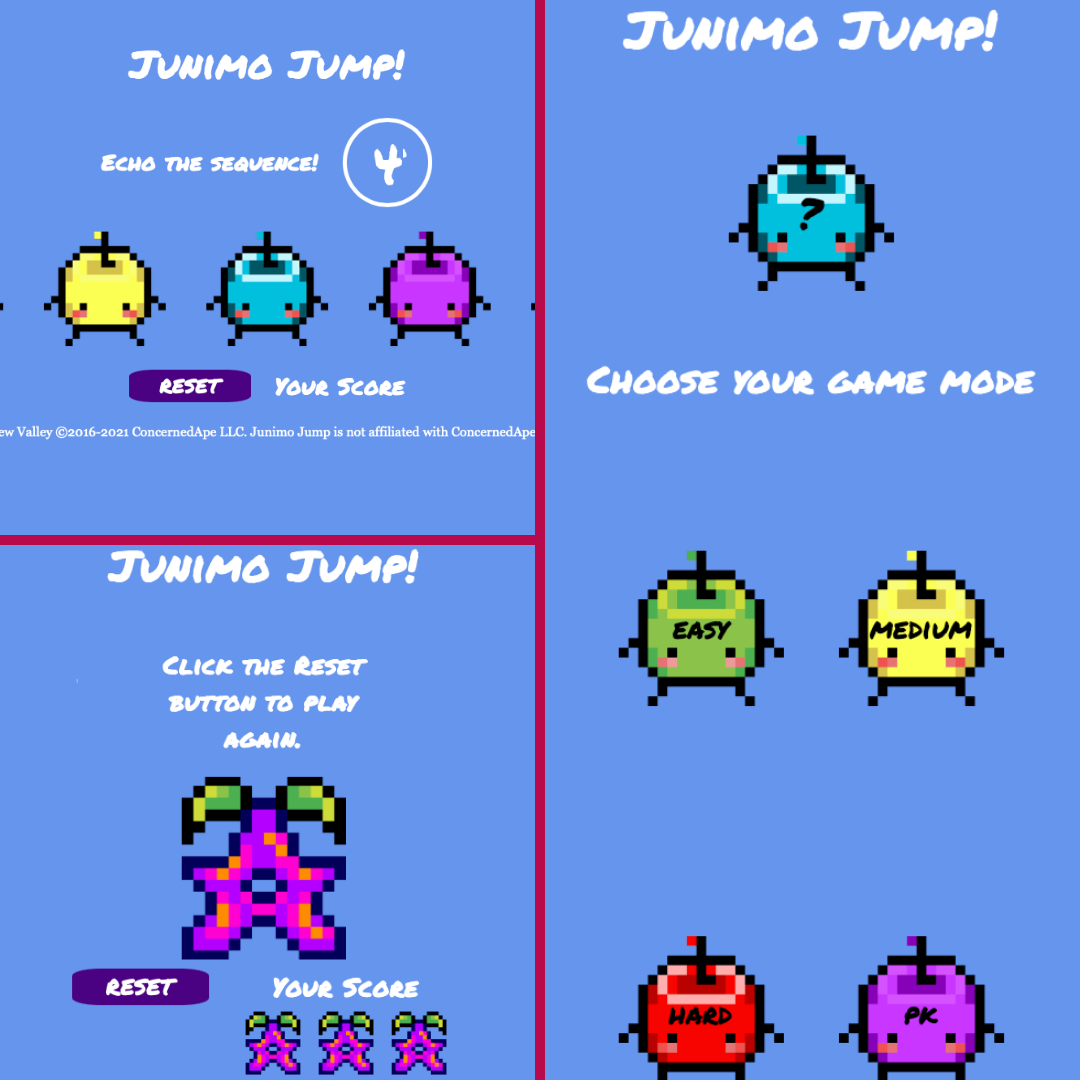 Junimo Jump!
Echo the sequence!
4
RESET
Your Score
ew Valley ©2016-2021 ConcernedApe LLC. Junimo Jump is not affiliated with ConcernedApe
Junimo Jump!
Click the Reset
button to play
again.
RESET
Your Score
Junimo Jump!
?
Choose your game mode
EASY
MEDIUM
HARD
PK